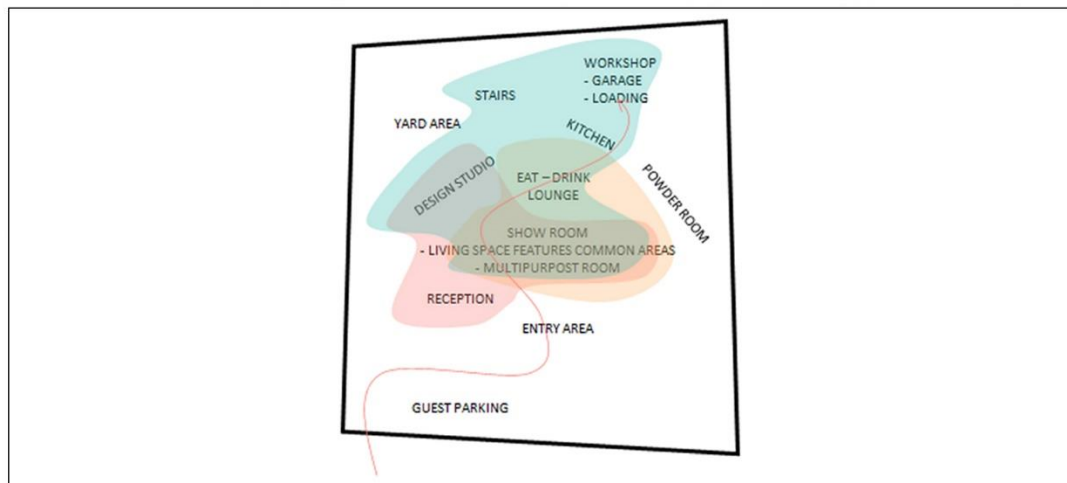 WORKSHOP
- GARAGE
- LOADING
STAIRS
YARD AREA
KITCHEN
DESIGN STUDIO
EAT – DRINK
LOUNGE
POWDER ROOM
SHOW ROOM
- LIVING SPACE FEATURES COMMON AREAS
- MULTIPURPOST ROOM
RECEPTION
ENTRY AREA
GUEST PARKING